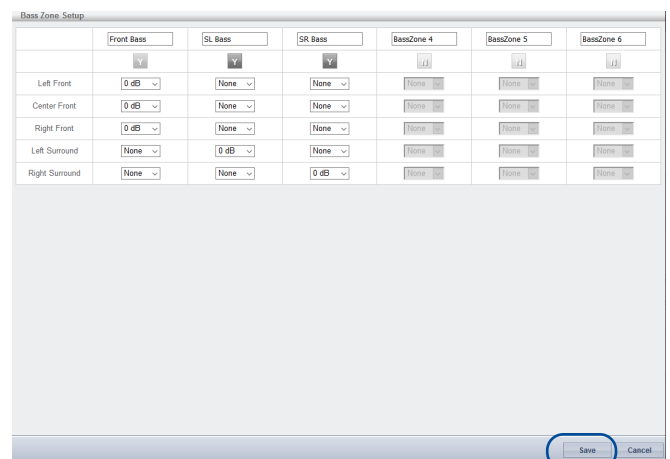 Bass Zone Setup
Front Bass SL Bass SR Bass BassZone 4 BassZone 5 BassZone 6
Y Y Y N N N
Left Front 0 dB None None None None None
Center Front 0 dB None None None None None
Right Front 0 dB None None None None None
Left Surround None 0 dB None None None None
Right Surround None None 0 dB None None None
Save Cancel